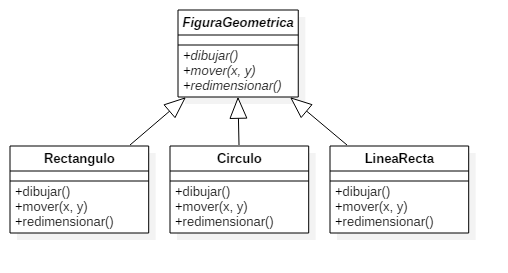 FiguraGeometrica
+dibujar()
+mover(x, y)
+redimensionar()
Rectangulo
+dibujar()
+mover(x, y)
+redimensionar()
Circulo
+dibujar()
+mover(x, y)
+redimensionar()
LineaRecta
+dibujar()
+mover(x, y)
+redimensionar()